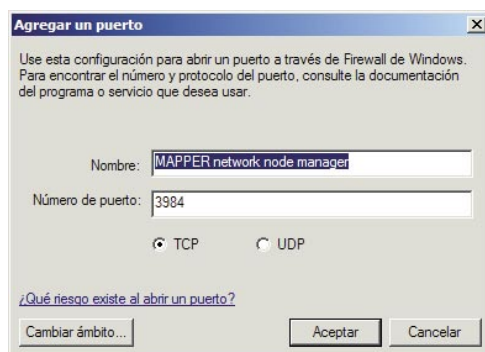 Agregar un puerto
Use esta configuración para abrir un puerto a través de Firewall de Windows.
Para encontrar el número y protocolo del puerto, consulte la documentación
del programa o servicio que desea usar.
Nombre: MAPPER network node manager
Número de puerto: 3984
TCP UDP
¿Qué riesgo existe al abrir un puerto?
Cambiar ámbito... Aceptar Cancelar